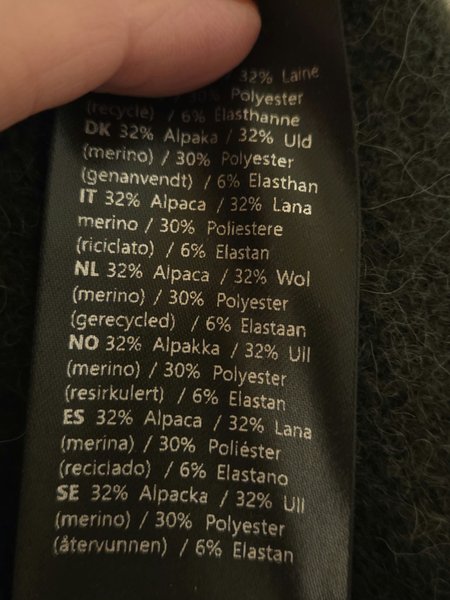 / 32% Laine
30% Polyester
(recycle) / 6% Elasthanne
DK 32% Alpaka / 32% Uld
(merino) / 30% Polyester
(genanvendt) / 6% Elasthan
IT 32% Alpaca / 32% Lana
merino / 30% Poliestere
(riciclato) / 6% Elastan
NL 32% Alpaca / 32% Wol
(merino) / 30% Polyester
(gerecycled) / 6% Elastaan
NO 32% Alpakka / 32% Ull
(merino) / 30% Polyester
(resirkulert) / 6% Elastan
ES 32% Alpaca / 32% Lana
(merina) / 30% Poliéster
(reciclado) / 6% Elastano
SE 32% Alpacka / 32% Ull
(merino) / 30% Polyester
(återvunnen) / 6% Elastan